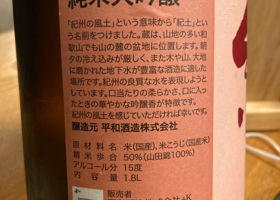 純米大吟醸
「紀州の風土」という意味から「紀土」とい
う名前をつけました。蔵は、山地の多い和
歌山でも山の麓の盆地に位置します。朝
夕の冷え込みが厳しく、また木や山、大地
に磨かれた地下水が豊富な酒造に適した
場所です。紀州の良質な水を表現しようと
しています。口当たりの柔らかさ、口に入っ
たときの華やかな吟醸香が特徴です。
紀州の風土を感じていただければ幸いです。
醸造元 平和酒造株式会社
原材料名 米(国産)、米こうじ(国産米)
精米歩合 50%(山田錦100%)
アルコール分 15度
内容量 1.8L
販売者